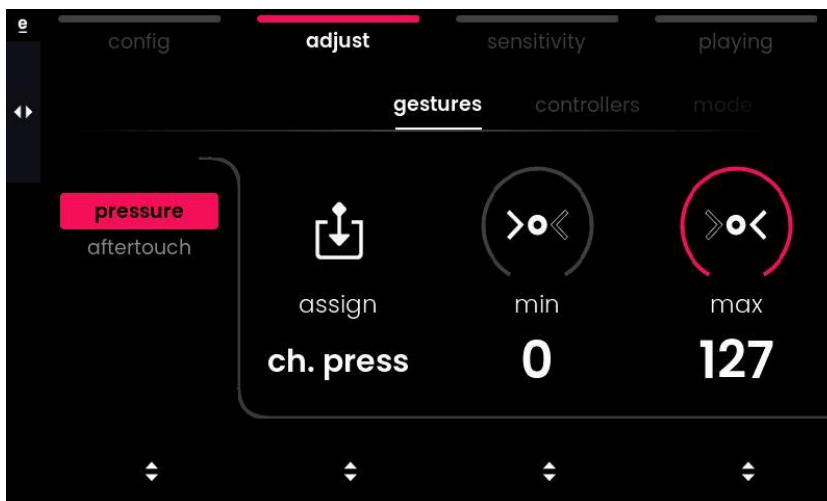 e
config adjust sensitivity playing
gestures controllers mode
pressure
aftertouch
assign min max
ch. press 0 127